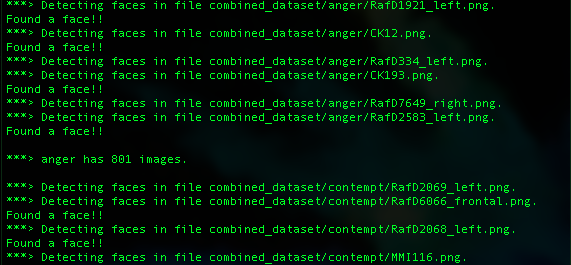 ***> Detecting faces in file combined_dataset/anger/RafD1921_left.png.
Found a face!!
***> Detecting faces in file combined_dataset/anger/CK12.png.
Found a face!!
***> Detecting faces in file combined_dataset/anger/RafD334_left.png.
***> Detecting faces in file combined_dataset/anger/CK193.png.
Found a face!!
***> Detecting faces in file combined_dataset/anger/RafD7649_right.png.
***> Detecting faces in file combined_dataset/anger/RafD2583_left.png.
Found a face!!
***> anger has 801 images.
***> Detecting faces in file combined_dataset/contempt/RafD2069_left.png.
***> Detecting faces in file combined_dataset/contempt/RafD6066_frontal.png.
Found a face!!
***> Detecting faces in file combined_dataset/contempt/RafD2068_left.png.
Found a face!!
***> Detecting faces in file combined_dataset/contempt/MMI116.png.